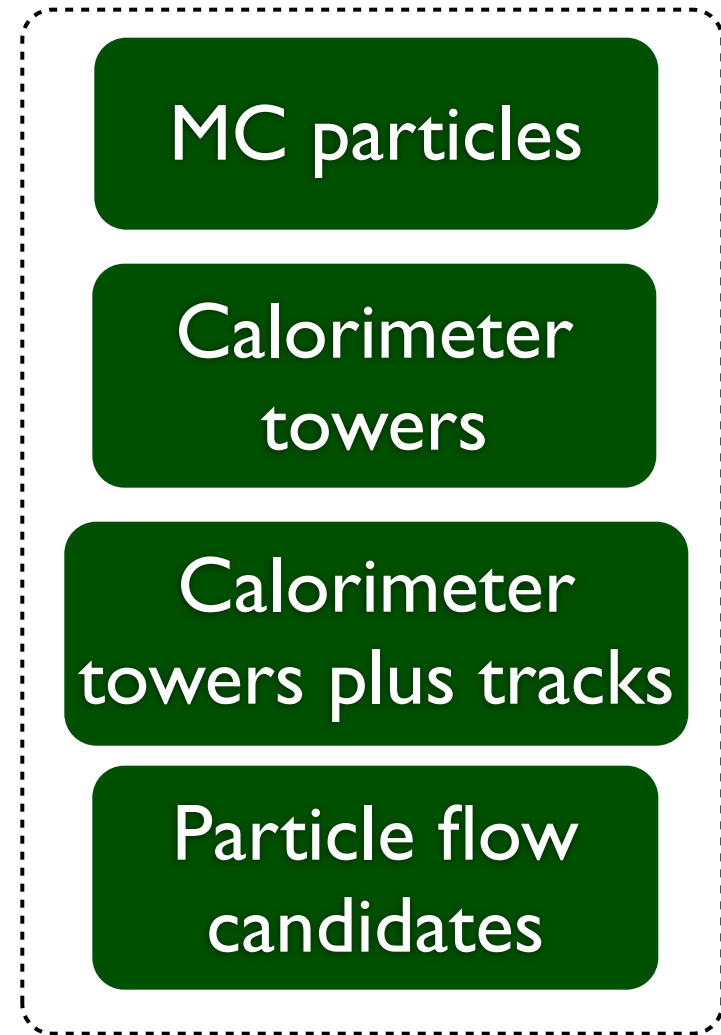 MC particles
Calorimeter
towers
Calorimeter
towers plus tracks
Particle flow
candidates